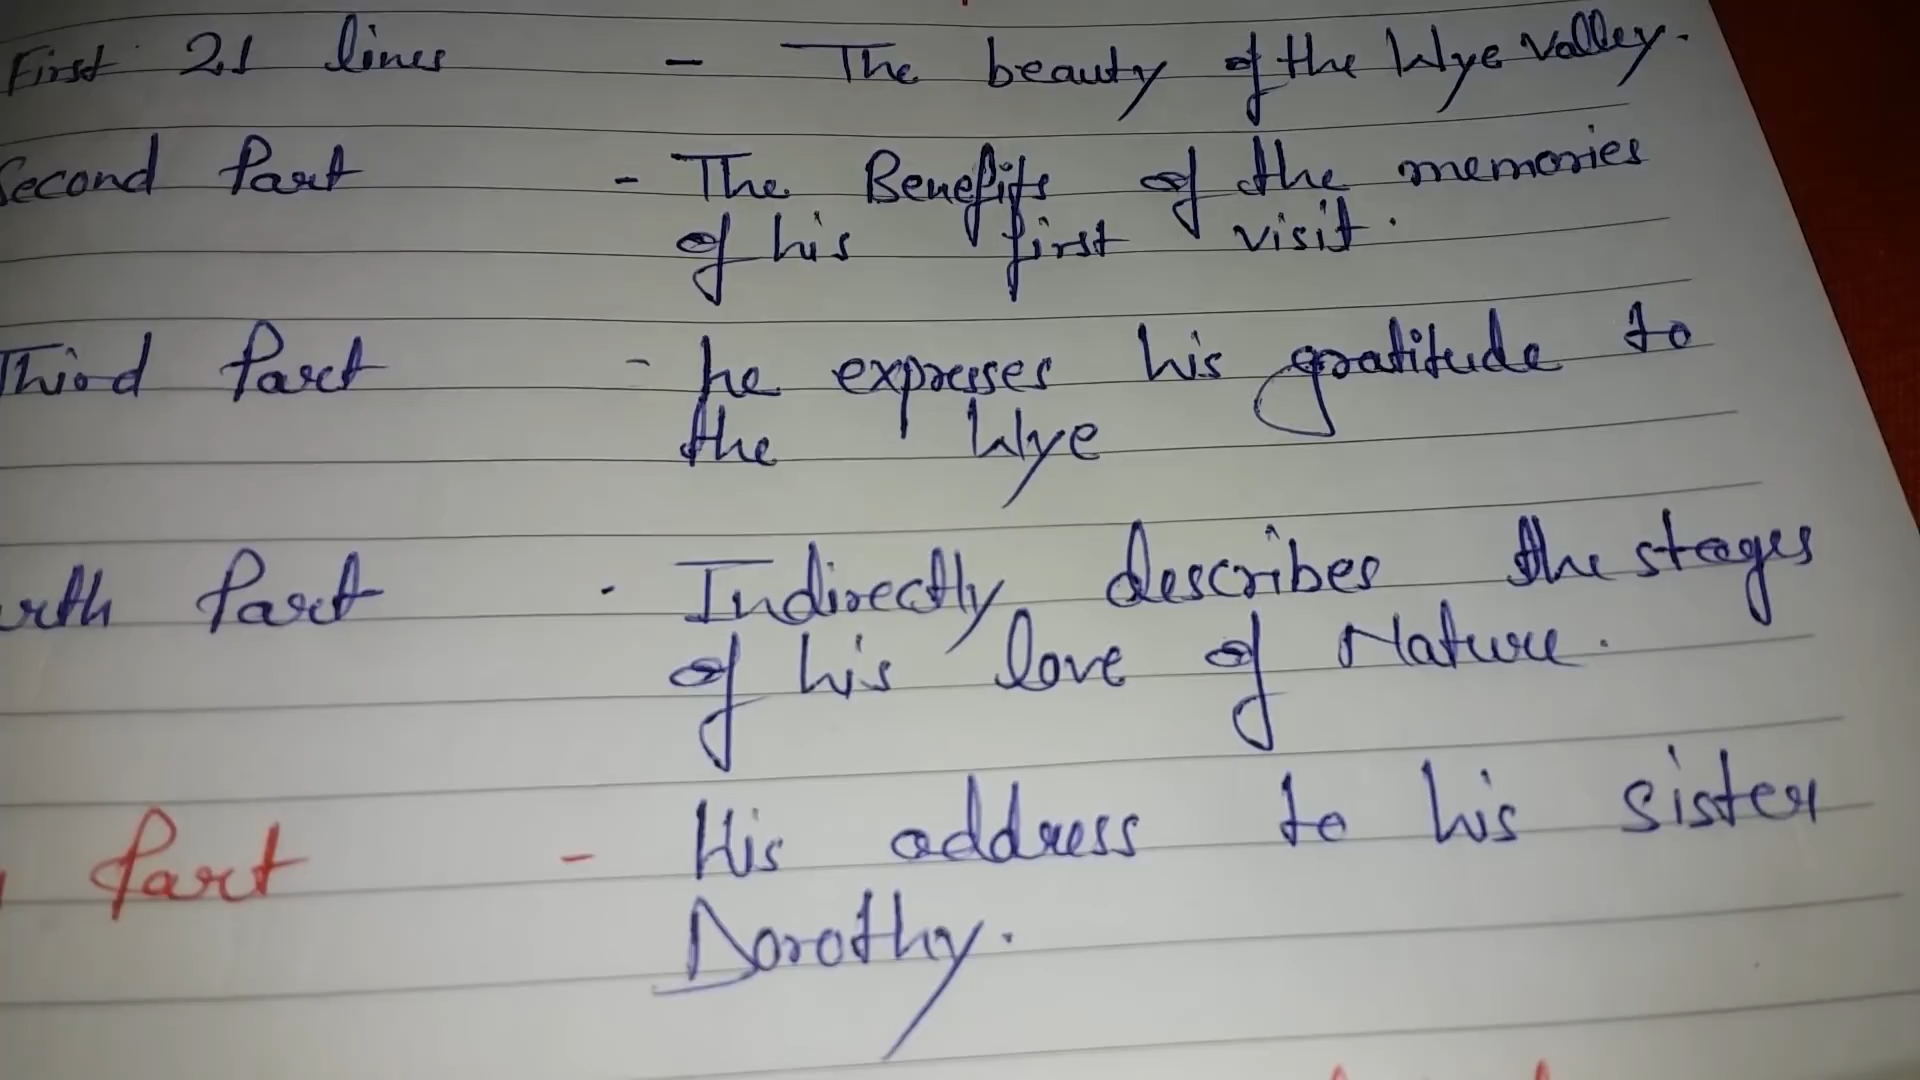 First 21 lines - The beauty of the Wye Valley.
Second Part - The Benefits of the memories
of his first visit.
Third Part - he expresses his gratitude to
the Wye
rth Part - Indirectly describes the stages
of his love of Nature.
Part - His address to his sister
Dorothy.